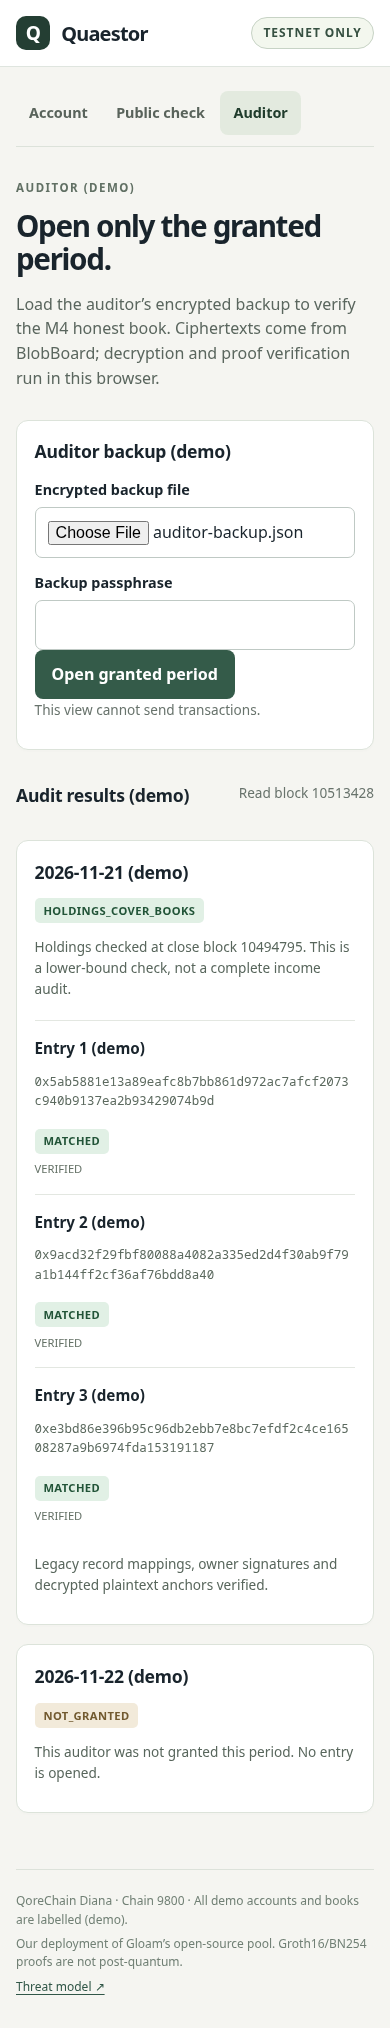 Q Quaestor TESTNET ONLY
Account Public check Auditor
AUDITOR (DEMO)
Open only the granted
period.
Load the auditor’s encrypted backup to verify
the M4 honest book. Ciphertexts come from
BlobBoard; decryption and proof verification
run in this browser.
Auditor backup (demo)
Encrypted backup file
Choose File auditor-backup.json
Backup passphrase
Open granted period
This view cannot send transactions.
Audit results (demo) Read block 10513428
2026-11-21 (demo)
HOLDINGS_COVER_BOOKS
Holdings checked at close block 10494795. This is
a lower-bound check, not a complete income
audit.
Entry 1 (demo)
0x5ab5881e13a89eafc8b7bb861d972ac7afcf2073
c940b9137ea2b93429074b9d
MATCHED
VERIFIED
Entry 2 (demo)
0x9acd32f29fbf80088a4082a335ed2d4f30ab9f79
a1b144ff2cf36af76bdd8a40
MATCHED
VERIFIED
Entry 3 (demo)
0xe3bd86e396b95c96db2ebb7e8bc7efdf2c4ce165
08287a9b6974fda153191187
MATCHED
VERIFIED
Legacy record mappings, owner signatures and
decrypted plaintext anchors verified.
2026-11-22 (demo)
NOT_GRANTED
This auditor was not granted this period. No entry
is opened.
QoreChain Diana · Chain 9800 · All demo accounts and books
are labelled (demo).
Our deployment of Gloam’s open-source pool. Groth16/BN254
proofs are not post-quantum.
Threat model ↗